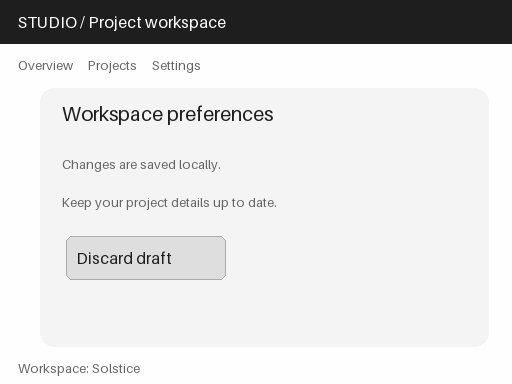 STUDIO / Project workspace
Overview Projects Settings
Workspace preferences
Changes are saved locally.
Keep your project details up to date.
Discard draft
Workspace: Solstice